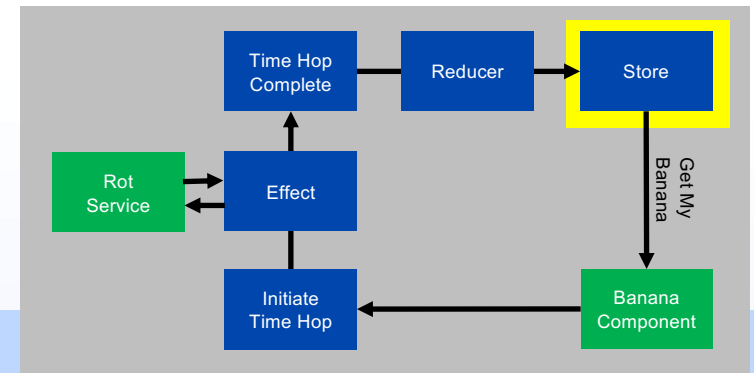 Time Hop
Complete
Reducer
Store
Get My
Banana
Rot
Service
Effect
Initiate
Time Hop
Banana
Component